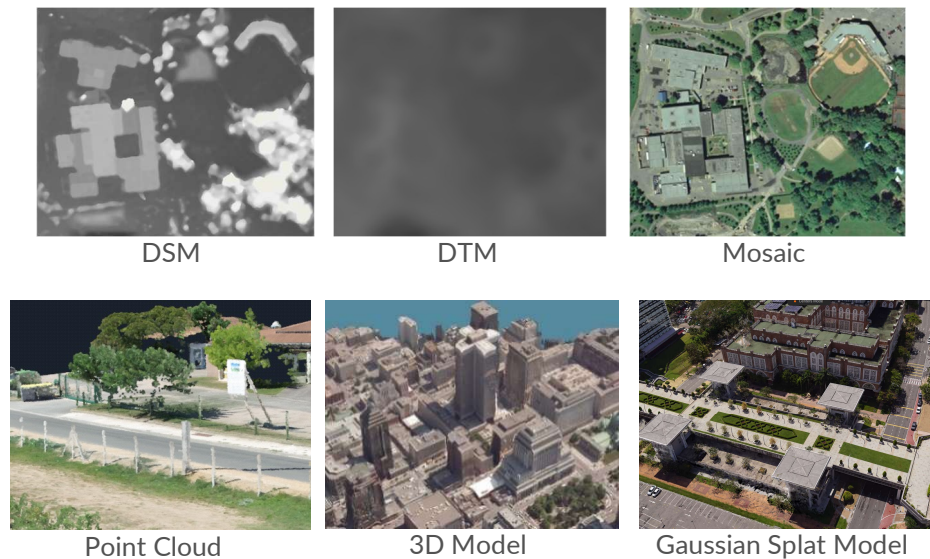 DSM
DTM
Mosaic
Point Cloud
3D Model
Gaussian Splat Model